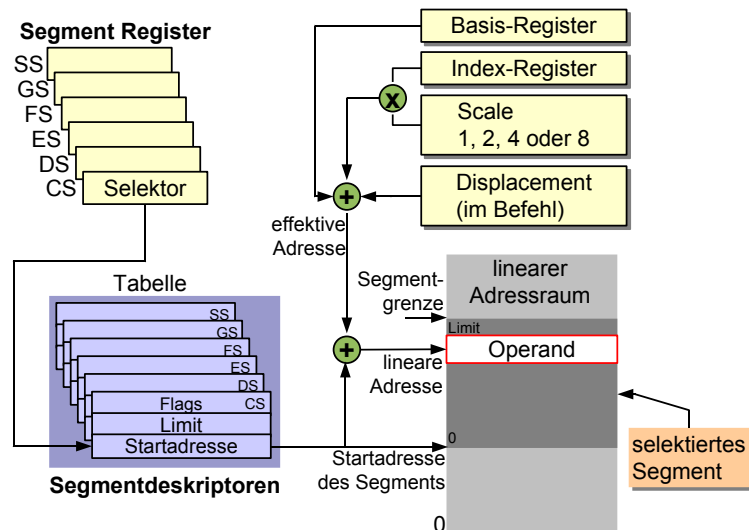 Segment Register
SS
GS
FS
ES
DS
CS
Selektor
Basis-Register
Index-Register
x
Scale
1, 2, 4 oder 8
Displacement
(im Befehl)
+
effektive
Adresse
Tabelle
SS
GS
FS
ES
DS
CS
Flags
Limit
Startadresse
Segmentdeskriptoren
+
lineare
Adresse
Startadresse
des Segments
Segment-
grenze
linearer
Adressraum
Limit
Operand
0
0
selektiertes
Segment